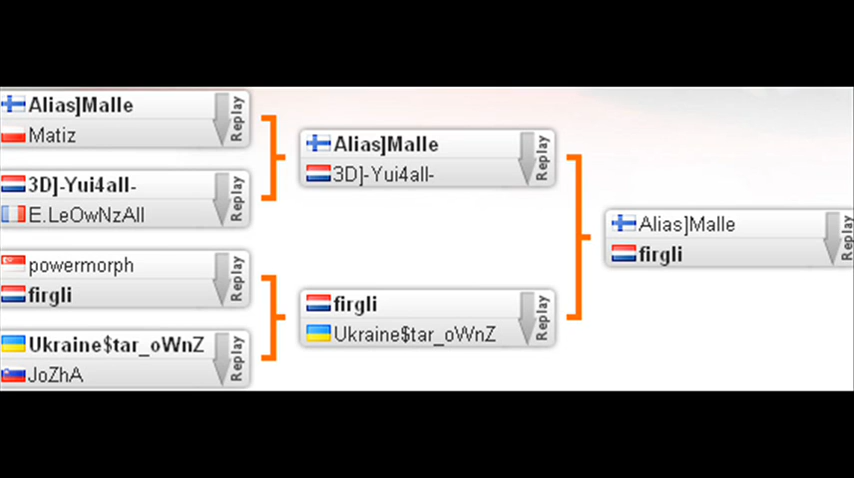 Alias]Malle
Matiz
Replay
3D]-Yui4all-
E.LeOwNzAll
Replay
powermorph
firgli
Replay
Ukraine$tar_oWnZ
JoZhA
Replay
Alias]Malle
3D]-Yui4all-
Replay
firgli
Ukraine$tar_oWnZ
Replay
Alias]Malle
firgli
Replay